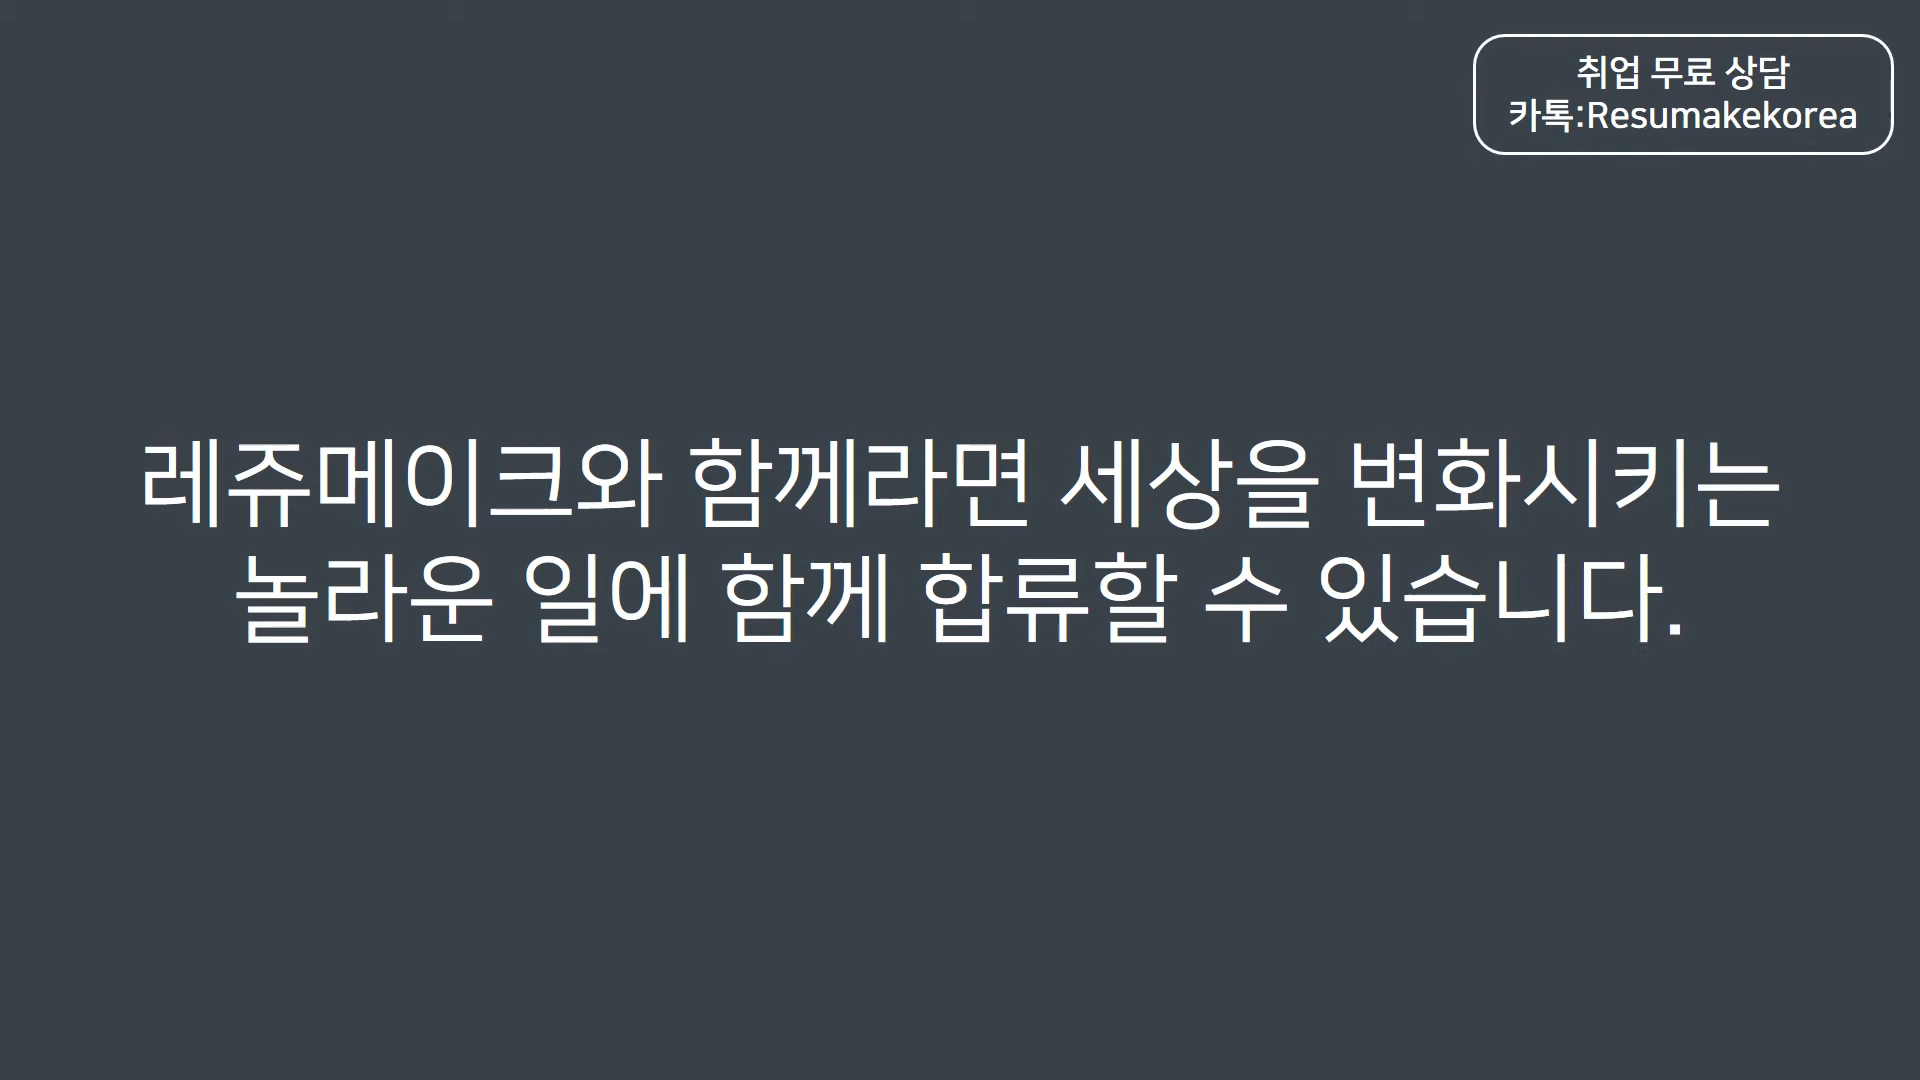 취업 무료 상담
카톡:Resumakekorea
레쥬메이크와 함께라면 세상을 변화시키는
놀라운 일에 함께 합류할 수 있습니다.